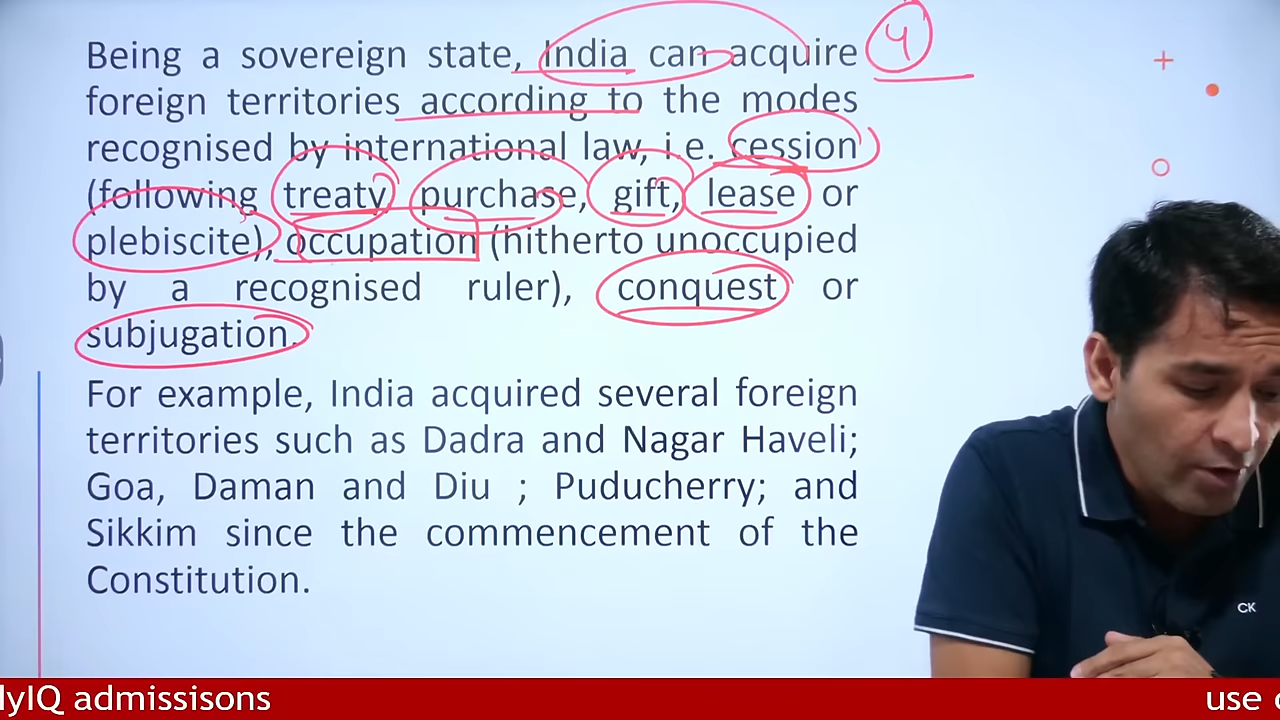 Being a sovereign state, India can acquire 4
foreign territories according to the modes
recognised by international law, i.e. cession
(following treaty purchase, gift, lease or
plebiscite), occupation (hitherto unoccupied
by a recognised ruler), conquest or
subjugation.
For example, India acquired several foreign
territories such as Dadra and Nagar Haveli;
Goa, Daman and Diu ; Puducherry; and
Sikkim since the commencement of the
Constitution.
CK
dyIQ admissisons use